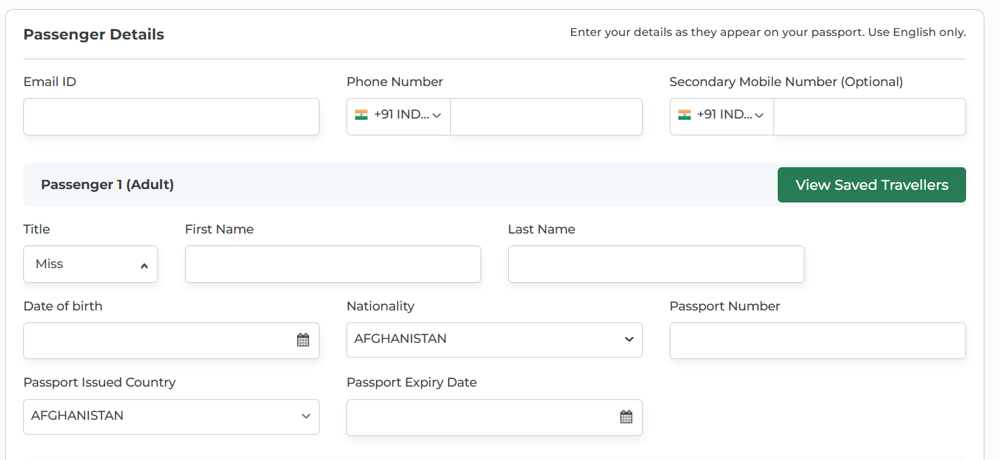 Passenger Details
Enter your details as they appear on your passport. Use English only.
Email ID
Phone Number
Secondary Mobile Number (Optional)
+91 IND...
+91 IND...
Passenger 1 (Adult)
View Saved Travellers
Title
First Name
Last Name
Miss
Date of birth
Nationality
Passport Number
AFGHANISTAN
Passport Issued Country
Passport Expiry Date
AFGHANISTAN